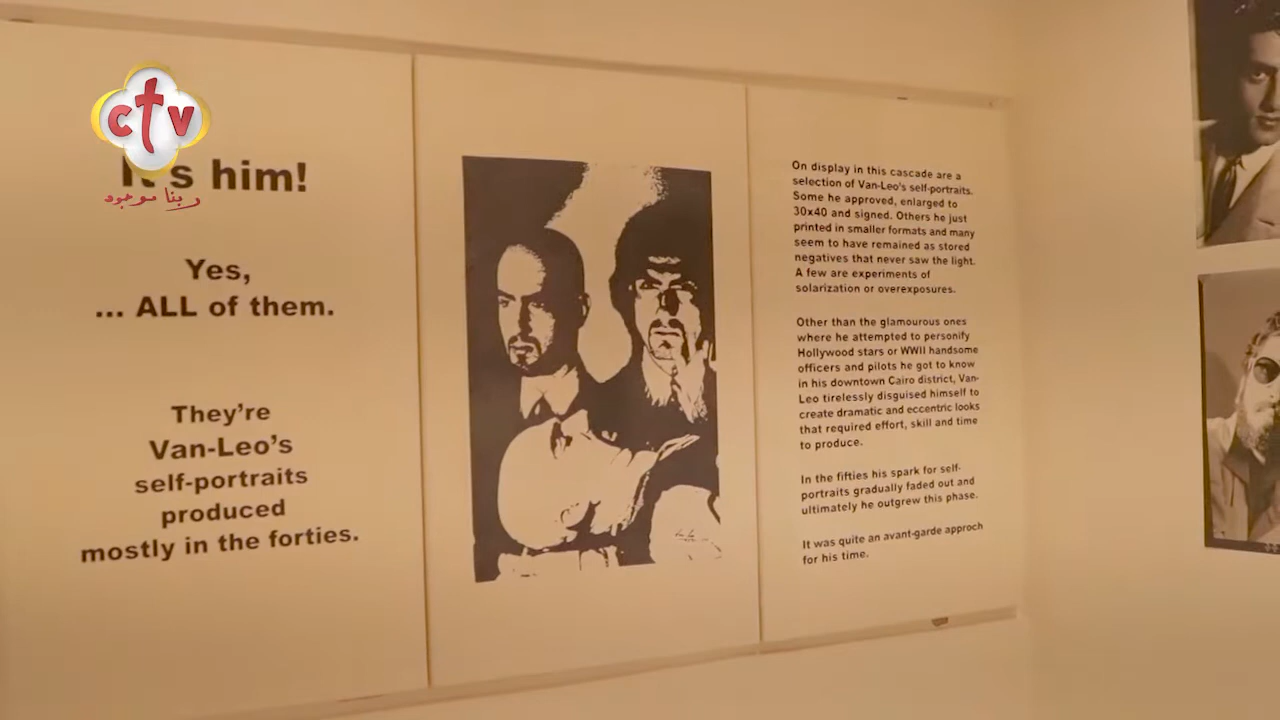 ctv
ربنا موجود
It's him!
Yes,
... ALL of them.
They're
Van-Leo's
self-portraits
produced
mostly in the forties.
On display in this cascade are a
selection of Van-Leo's self-portraits.
Some he approved, enlarged to
30x40 and signed. Others he just
printed in smaller formats and many
seem to have remained as stored
negatives that never saw the light.
A few are experiments of
solarization or overexposures.
Other than the glamourous ones
where he attempted to personify
Hollywood stars or WWII handsome
officers and pilots he got to know
in his downtown Cairo district, Van-
Leo tirelessly disguised himself to
create dramatic and eccentric looks
that required effort, skill and time
to produce.
In the fifties his spark for self-
portraits gradually faded out and
ultimately he outgrew this phase.
It was quite an avant-garde approch
for his time.